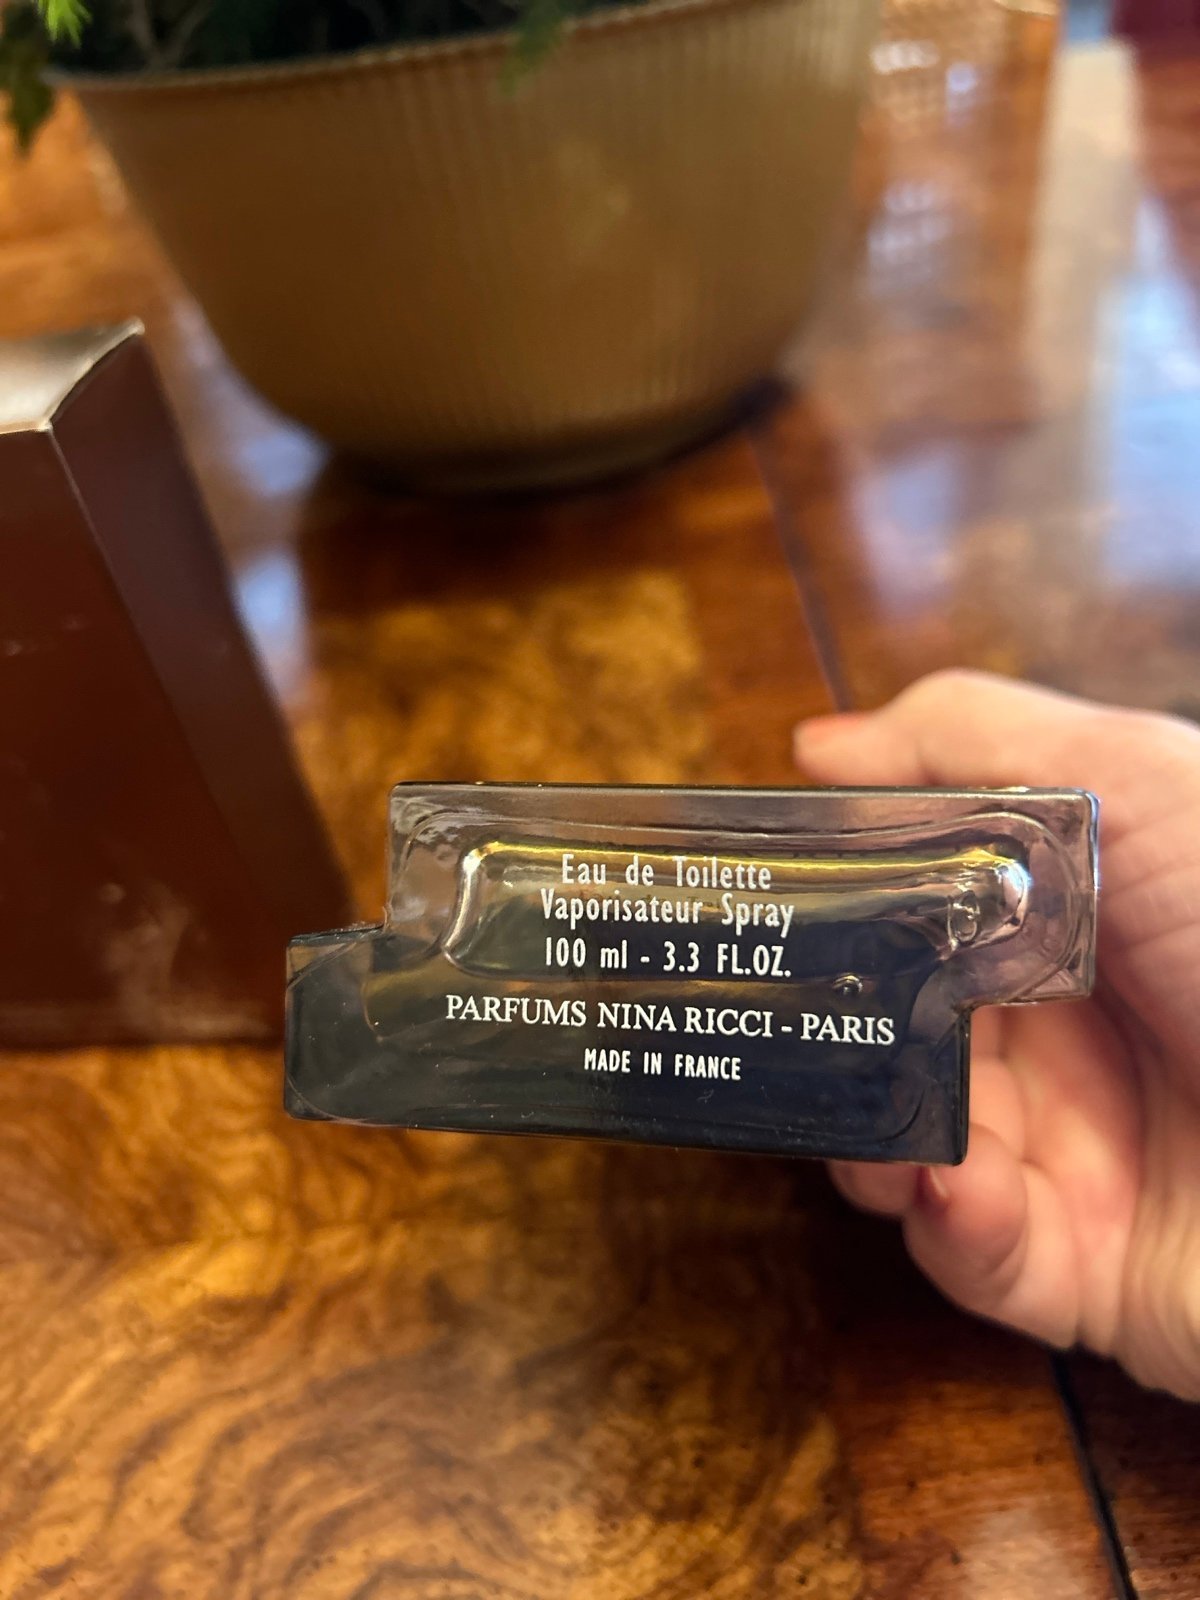 Eau de Toilette
Vaporisateur Spray
100 ml - 3.3 FL.OZ.
PARFUMS NINA RICCI - PARIS
MADE IN FRANCE